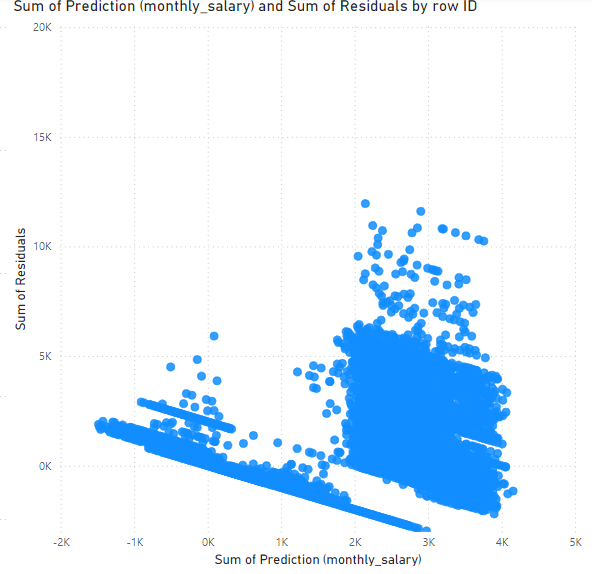 Sum of Prediction (monthly_salary) and Sum of Residuals by row ID
20K
15K
10K
5K
0K
Sum of Residuals
-2K
-1K
0K
1K
2K
3K
4K
5K
Sum of Prediction (monthly_salary)